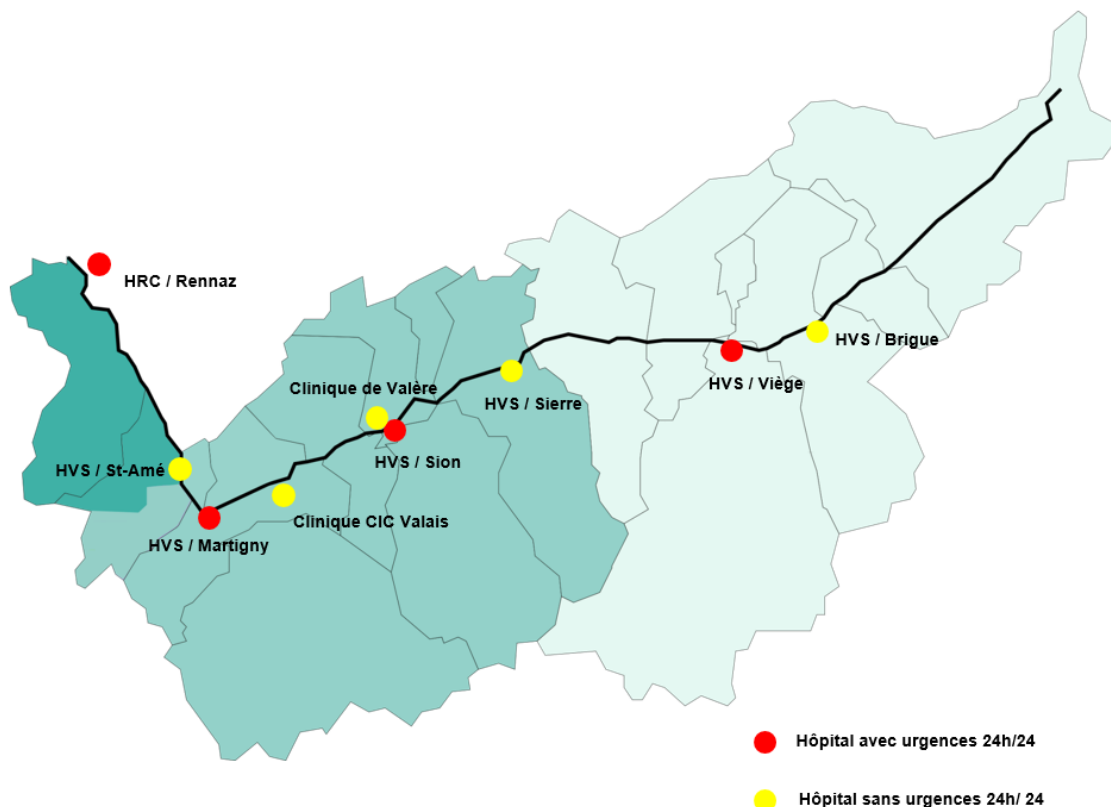 HRC / Rennaz
HVS / Brigue
HVS / Viège
Clinique de Valère
HVS / Sierre
HVS / Sion
HVS / St-Amé
Clinique CIC Valais
HVS / Martigny
Hôpital avec urgences 24h/24
Hôpital sans urgences 24h/ 24